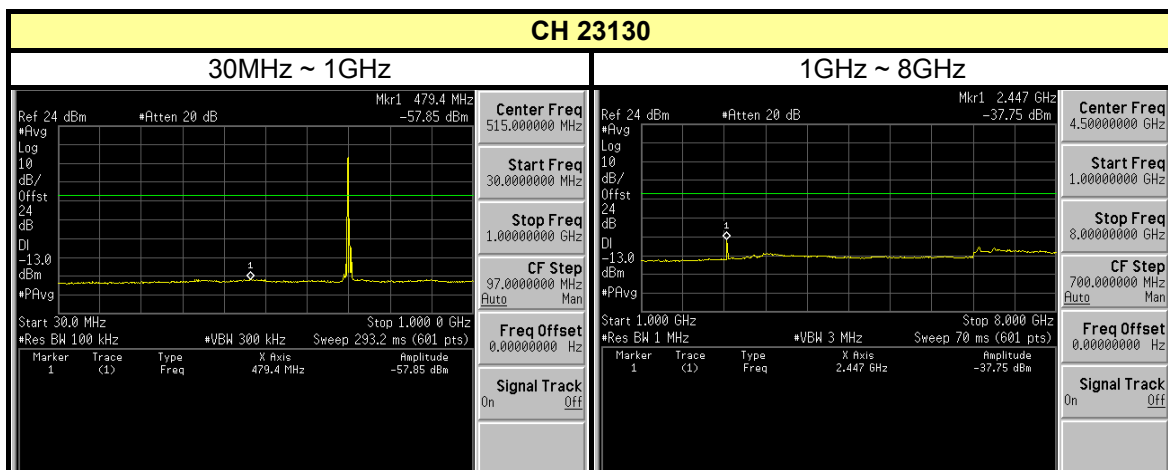 CH 23130
30MHz ~ 1GHz
1GHz ~ 8GHz
Mkr1 479.4 MHz
Ref 24 dBm #Atten 20 dB -57.85 dBm
#Avg
Log
10
dB/
Offst
24
dB
DI
-13.0
dBm
#PAvg
1
Start 30.0 MHz Stop 1.000 0 GHz
#Res BW 100 kHz #VBW 300 kHz Sweep 293.2 ms (601 pts)
Marker Trace Type X Axis Amplitude
1 (1) Freq 479.4 MHz -57.85 dBm
Center Freq
515.000000 MHz
Start Freq
30.0000000 MHz
Stop Freq
1.00000000 GHz
CF Step
97.0000000 MHz
Auto Man
Freq Offset
0.00000000 Hz
Signal Track
On Off
Mkr1 2.447 GHz
Ref 24 dBm #Atten 20 dB -37.75 dBm
#Avg
Log
10
dB/
Offst
24
dB
DI
-13.0
dBm
#PAvg
1
Start 1.000 GHz Stop 8.000 GHz
#Res BW 1 MHz #VBW 3 MHz Sweep 70 ms (601 pts)
Marker Trace Type X Axis Amplitude
1 (1) Freq 2.447 GHz -37.75 dBm
Center Freq
4.50000000 GHz
Start Freq
1.00000000 GHz
Stop Freq
8.00000000 GHz
CF Step
700.000000 MHz
Auto Man
Freq Offset
0.00000000 Hz
Signal Track
On Off